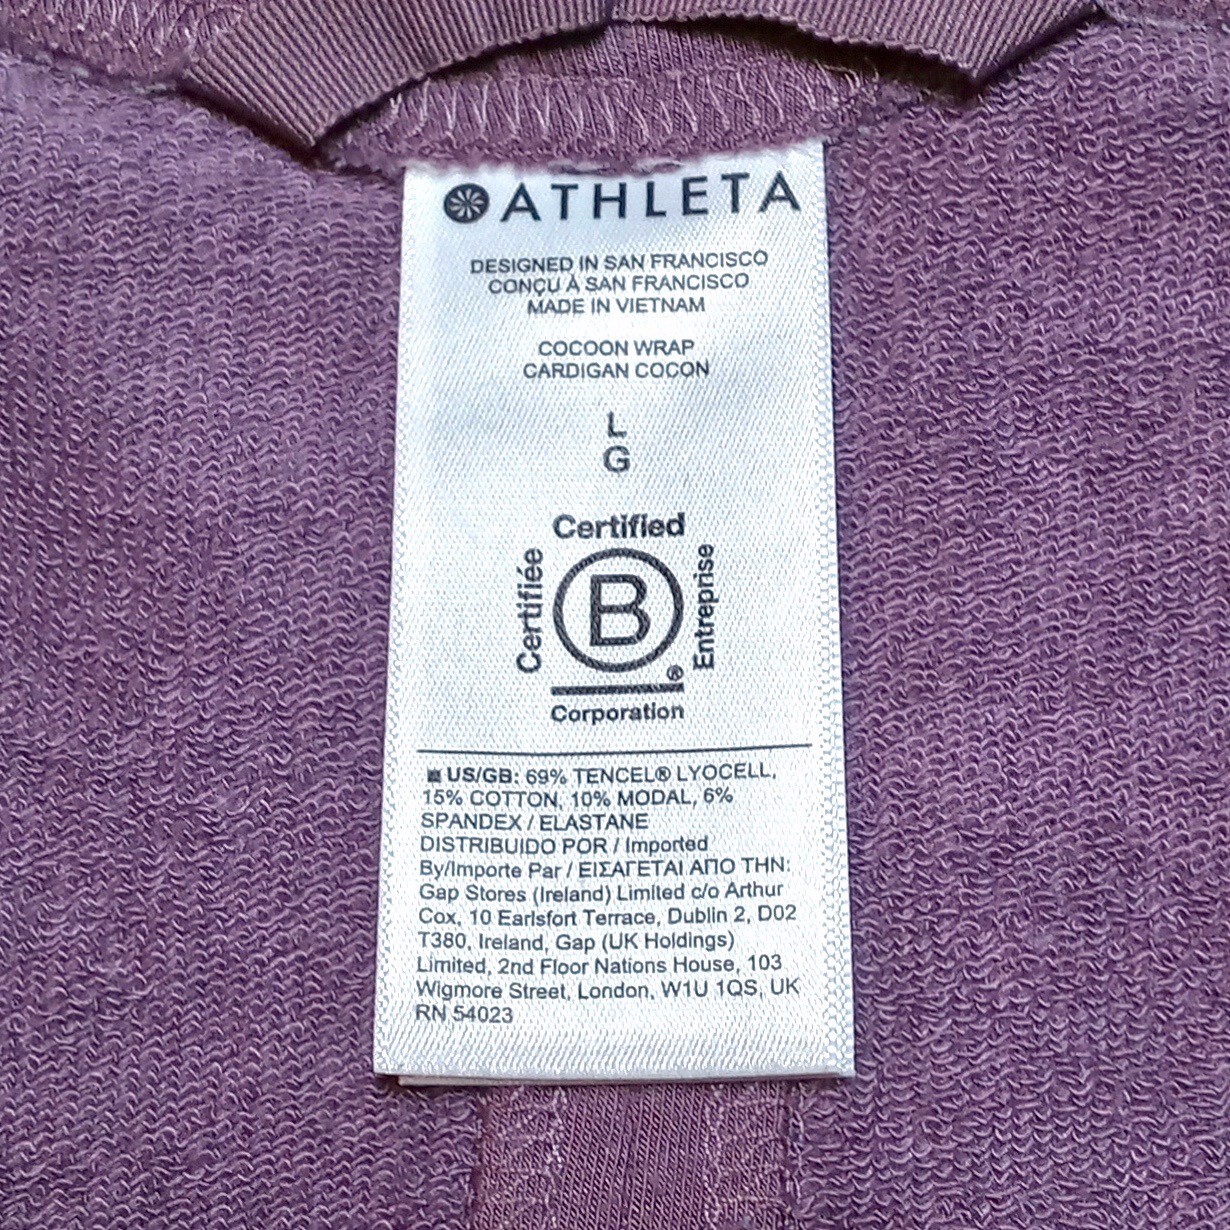 ATHLETA
DESIGNED IN SAN FRANCISCO
CONÇU À SAN FRANCISCO
MADE IN VIETNAM
COCOON WRAP
CARDIGAN COCON
L
G
Certified
Certifiée
B
Entreprise
®
Corporation
US/GB: 69% TENCEL® LYOCELL,
15% COTTON, 10% MODAL, 6%
SPANDEX / ELASTANE
DISTRIBUIDO POR / Imported
By/Importe Par / ΕΙΣΑΓΕΤΑΙ ΑΠΟ ΤΗΝ:
Gap Stores (Ireland) Limited c/o Arthur
Cox, 10 Earlsfort Terrace, Dublin 2, D02
T380, Ireland, Gap (UK Holdings)
Limited, 2nd Floor Nations House, 103
Wigmore Street, London, W1U 1QS, UK
RN 54023